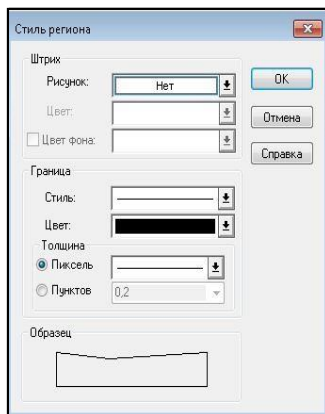 Стиль региона
Штрих
Рисунок: Нет
Цвет:
Цвет фона:
OK
Отмена
Справка
Граница
Стиль:
Цвет:
Толщина
Пиксель
Пунктов 0,2
Образец